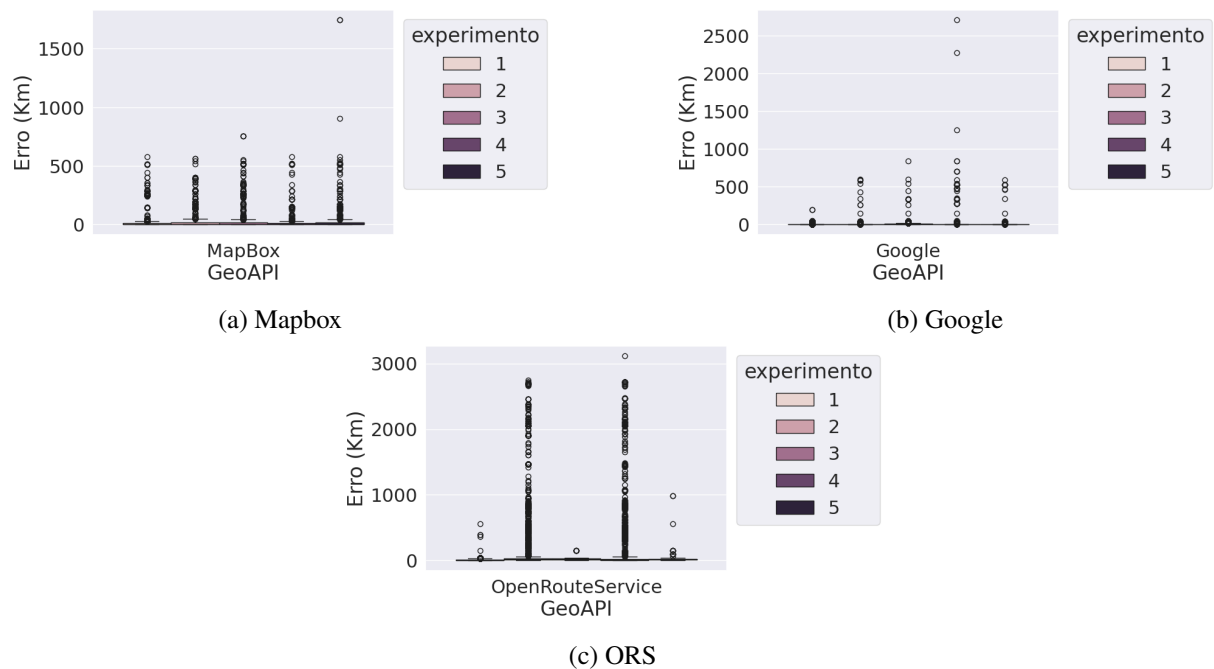 1500
1000
500
0
Erro (Km)
MapBox
GeoAPI
experimento
1
2
3
4
5
(a) Mapbox
2500
2000
1500
1000
500
0
Erro (Km)
Google
GeoAPI
experimento
1
2
3
4
5
(b) Google
3000
2000
1000
0
Erro (Km)
OpenRouteService
GeoAPI
experimento
1
2
3
4
5
(c) ORS